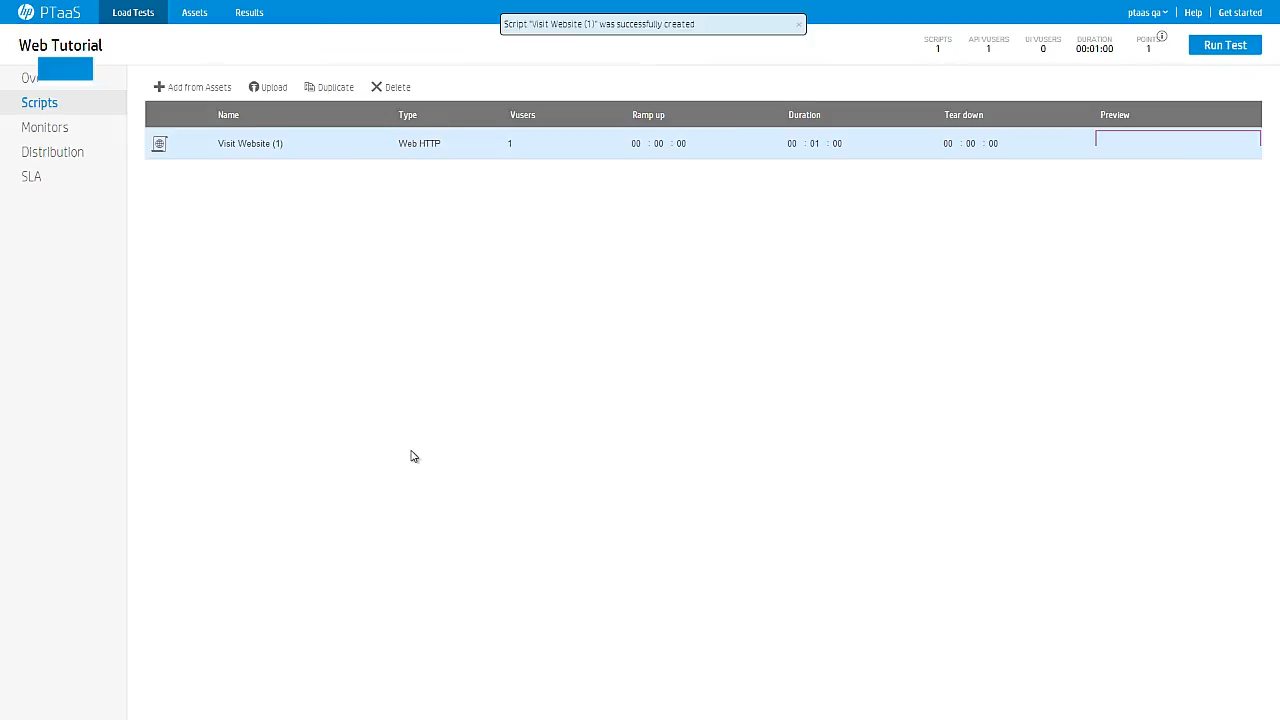 hp PTaaS Load Tests Assets Results ptaas qa Help Get started
Script "Visit Website (1)" was successfully created ×
Web Tutorial
SCRIPTS API VUSERS UI VUSERS DURATION POINTS
1 1 0 00:01:00 1
Run Test
Scripts
Monitors
Distribution
SLA
Add from Assets Upload Duplicate Delete
Name Type Vusers Ramp up Duration Tear down Preview
Visit Website (1) Web HTTP 1 00 : 00 : 00 00 : 01 : 00 00 : 00 : 00